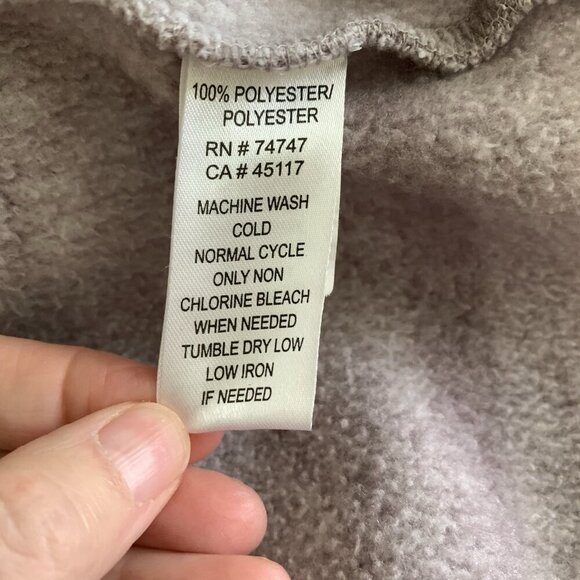 100% POLYESTER/
POLYESTER
RN # 74747
CA # 45117
MACHINE WASH
COLD
NORMAL CYCLE
ONLY NON
CHLORINE BLEACH
WHEN NEEDED
TUMBLE DRY LOW
LOW IRON
IF NEEDED